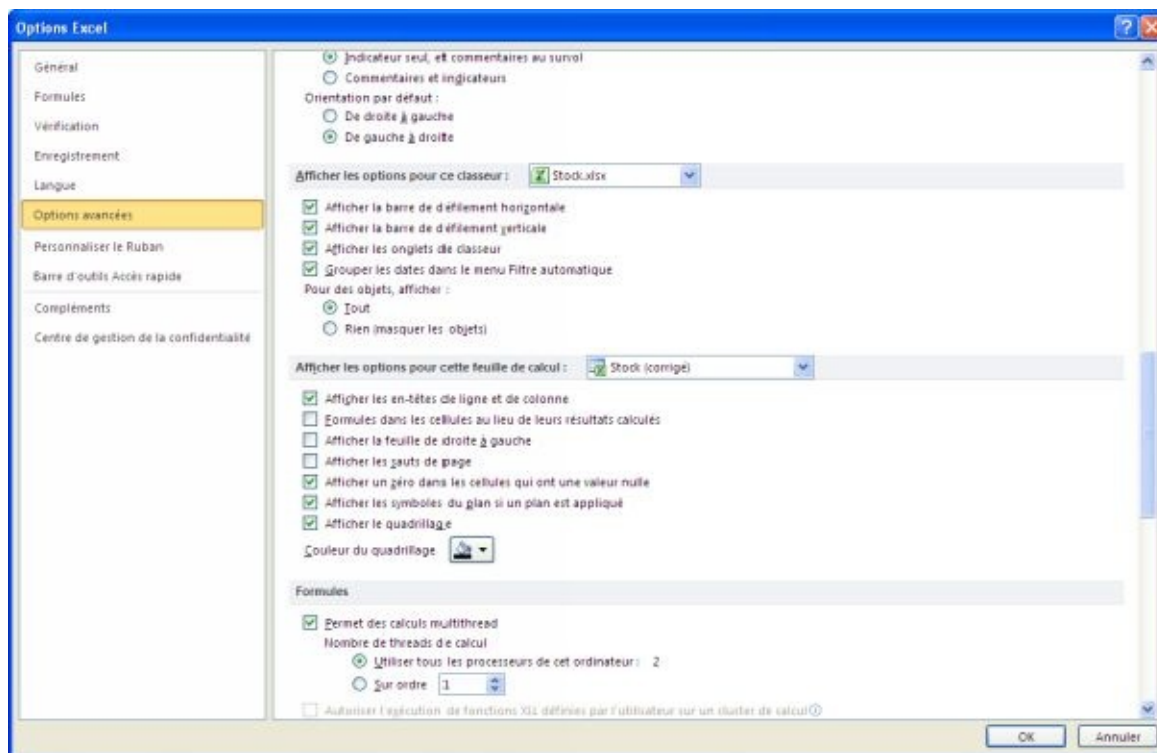 Options Excel
Général
Formules
Vérification
Enregistrement
Langue
Options avancées
Personnaliser le Ruban
Barre d'outils Accès rapide
Compléments
Centre de gestion de la confidentialité
Indicateur seul, et commentaires au survol
Commentaires et indicateurs
Orientation par défaut :
De droite à gauche
De gauche à droite
Afficher les options pour ce classeur : Stock.xlsx
Afficher la barre de défilement horizontale
Afficher la barre de défilement verticale
Afficher les onglets de classeur
Grouper les dates dans le menu Filtre automatique
Pour des objets, afficher :
Tout
Rien (masquer les objets)
Afficher les options pour cette feuille de calcul : Stock (corrigé)
Afficher les en-têtes de ligne et de colonne
Formules dans les cellules au lieu de leurs résultats calculés
Afficher la feuille de droite à gauche
Afficher les sauts de page
Afficher un zéro dans les cellules qui ont une valeur nulle
Afficher les symboles du plan si un plan est appliqué
Afficher le quadrillage
Couleur du quadrillage
Formules
Permet des calculs multithread
Nombre de threads de calcul
Utiliser tous les processeurs de cet ordinateur : 2
Sur ordre 1
Autoriser l'exécution de fonctions XLL définies par l'utilisateur sur un cluster de calcul
OK Annuler